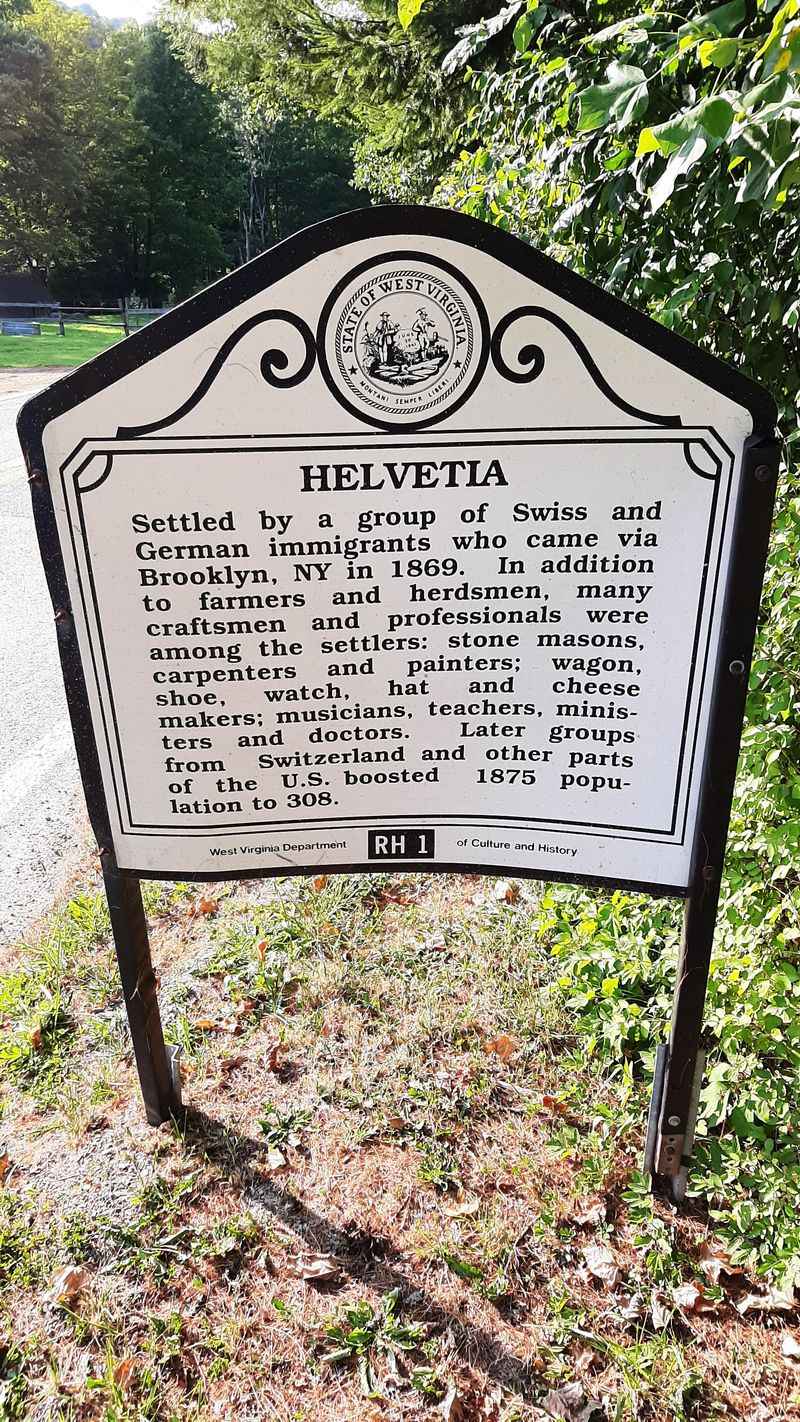 STATE OF WEST VIRGINIA
MONTANI SEMPER LIBERI
HELVETIA
Settled by a group of Swiss and
German immigrants who came via
Brooklyn, NY in 1869. In addition
to farmers and herdsmen, many
craftsmen and professionals were
among the settlers: stone masons,
carpenters and painters; wagon,
shoe, watch, hat and cheese
makers; musicians, teachers, minis-
ters and doctors. Later groups
from Switzerland and other parts
of the U.S. boosted 1875 popu-
lation to 308.
West Virginia Department RH 1 of Culture and History